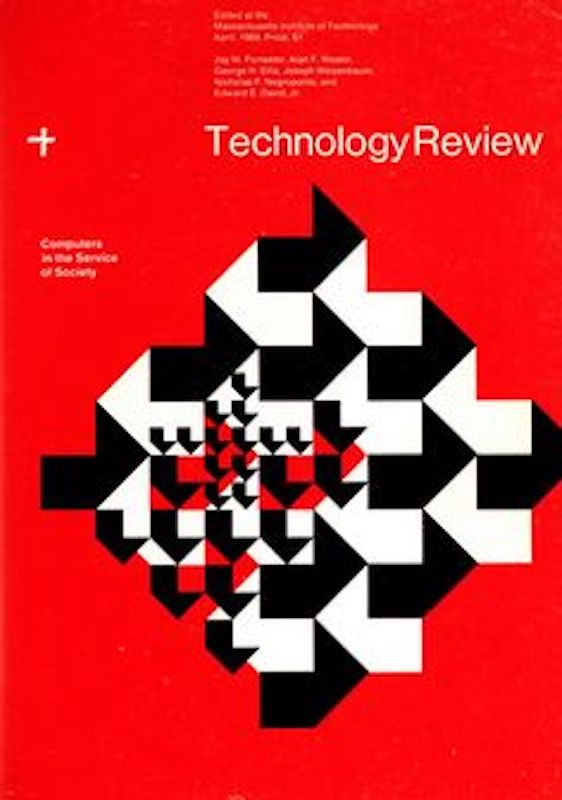 Edited at the
Massachusetts Institute of Technology
April, 1969, Price, $1
Jay W. Forrester, Alan F. Westin,
George H. Ellis, Joseph Weizenbaum,
Nicholas P. Negroponte, and
Edward E. David, Jr.
+
Technology Review
Computers
in the Service
of Society